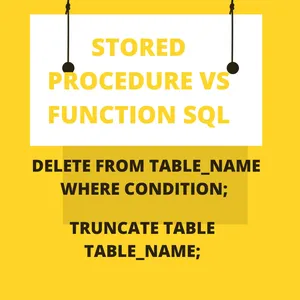 STORED
PROCEDURE VS
FUNCTION SQL
DELETE FROM TABLE_NAME
WHERE CONDITION;
TRUNCATE TABLE
TABLE_NAME;